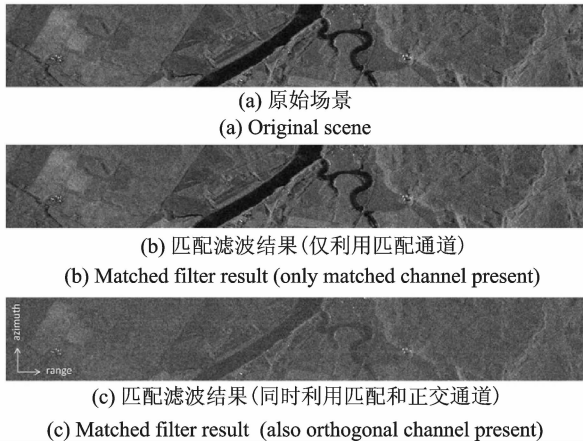 (a) 原始场景
(a) Original scene
(b) 匹配滤波结果(仅利用匹配通道)
(b) Matched filter result (only matched channel present)
azimuth
range
(c) 匹配滤波结果(同时利用匹配和正交通道)
(c) Matched filter result (also orthogonal channel present)